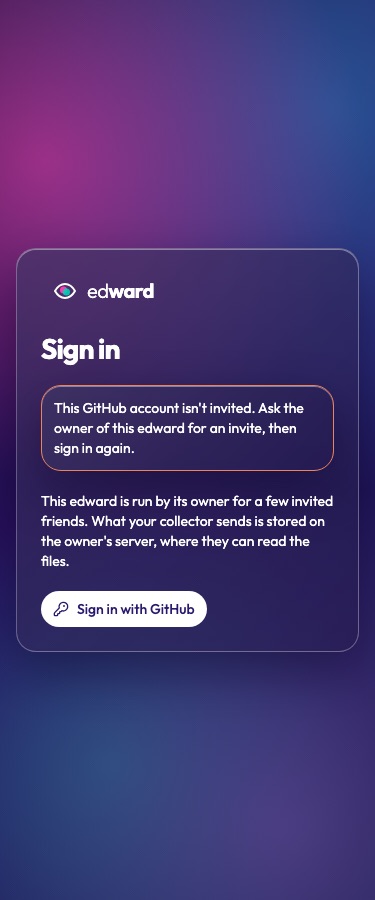 edward
Sign in
This GitHub account isn't invited. Ask the
owner of this edward for an invite, then
sign in again.
This edward is run by its owner for a few invited
friends. What your collector sends is stored on
the owner's server, where they can read the
files.
Sign in with GitHub